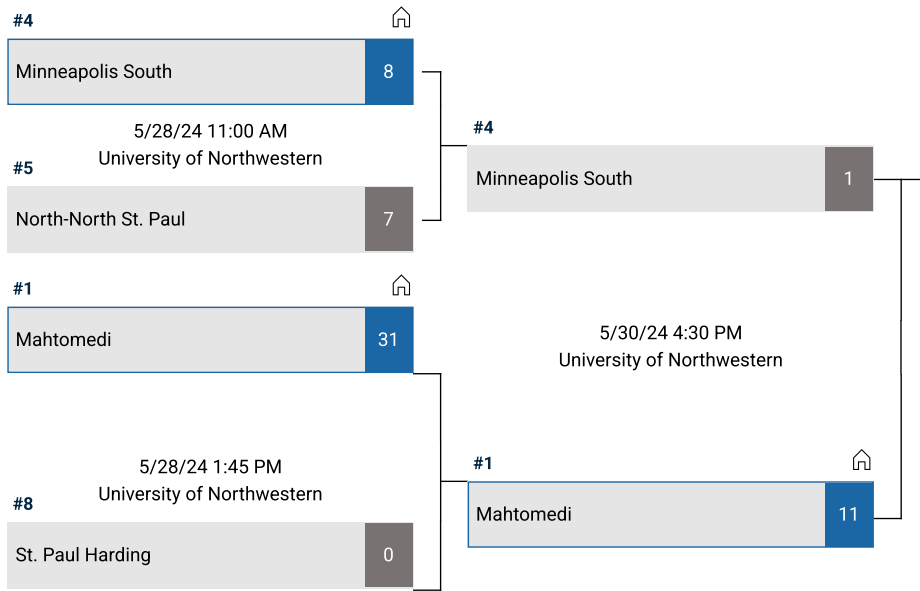 #4
Minneapolis South
8
5/28/24 11:00 AM
University of Northwestern
#5
North-North St. Paul
7
#1
Mahtomedi
31
5/28/24 1:45 PM
University of Northwestern
#8
St. Paul Harding
0
#4
Minneapolis South
1
5/30/24 4:30 PM
University of Northwestern
#1
Mahtomedi
11